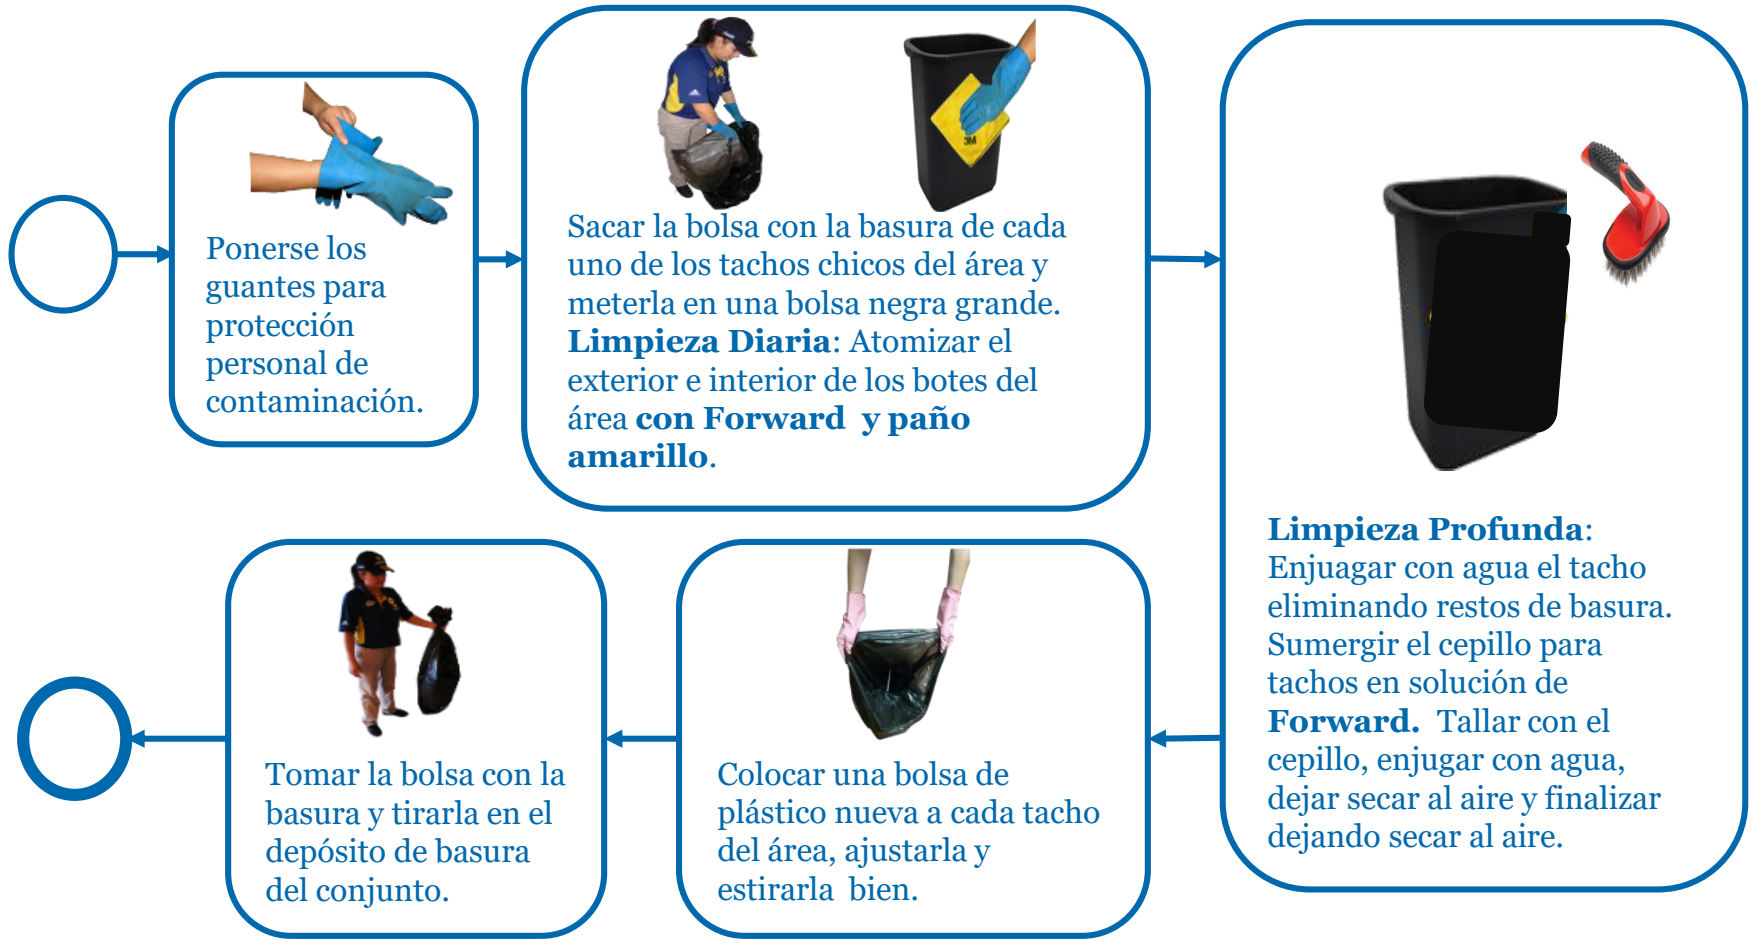 Ponerse los
guantes para
protección
personal de
contaminación.
3M
Sacar la bolsa con la basura de cada
uno de los tachos chicos del área y
meterla en una bolsa negra grande.
Limpieza Diaria: Atomizar el
exterior e interior de los botes del
área con Forward y paño
amarillo.
Limpieza Profunda:
Enjuagar con agua el tacho
eliminando restos de basura.
Sumergir el cepillo para
tachos en solución de
Forward. Tallar con el
cepillo, enjugar con agua,
dejar secar al aire y finalizar
dejando secar al aire.
Colocar una bolsa de
plástico nueva a cada tacho
del área, ajustarla y
estirarla bien.
Tomar la bolsa con la
basura y tirarla en el
depósito de basura
del conjunto.